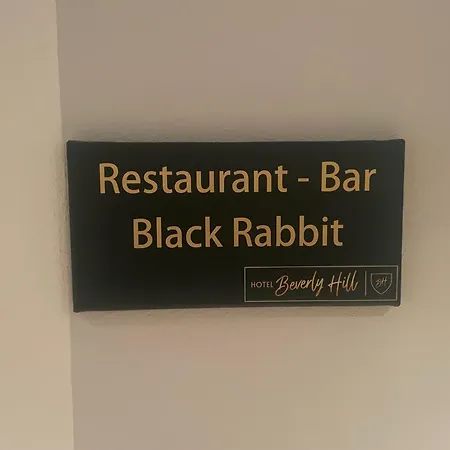 Restaurant - Bar
Black Rabbit
HOTEL Beverly Hill BH